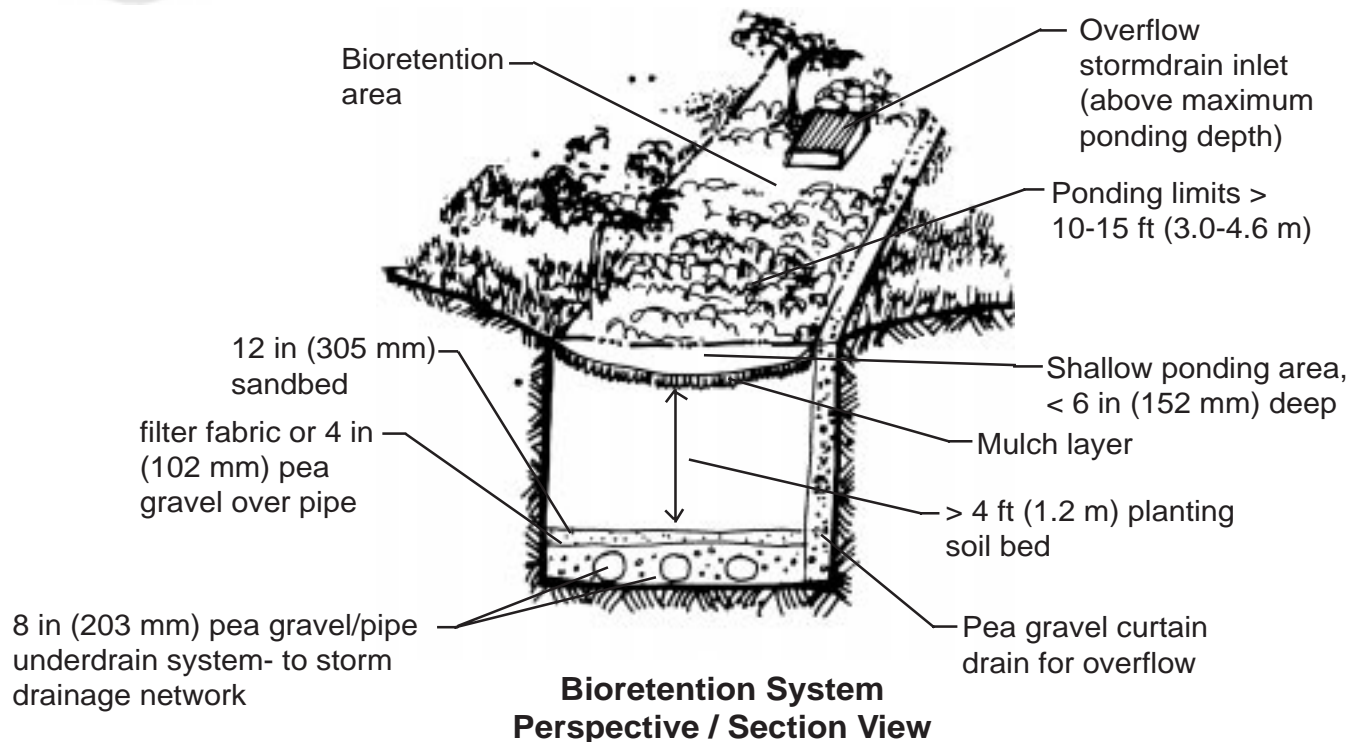 Bioretention
area
Overflow
stormdrain inlet
(above maximum
ponding depth)
Ponding limits >
10-15 ft (3.0-4.6 m)
12 in (305 mm)
sandbed
Shallow ponding area,
< 6 in (152 mm) deep
filter fabric or 4 in
(102 mm) pea
gravel over pipe
Mulch layer
> 4 ft (1.2 m) planting
soil bed
8 in (203 mm) pea gravel/pipe
underdrain system- to storm
drainage network
Pea gravel curtain
drain for overflow
Bioretention System
Perspective / Section View